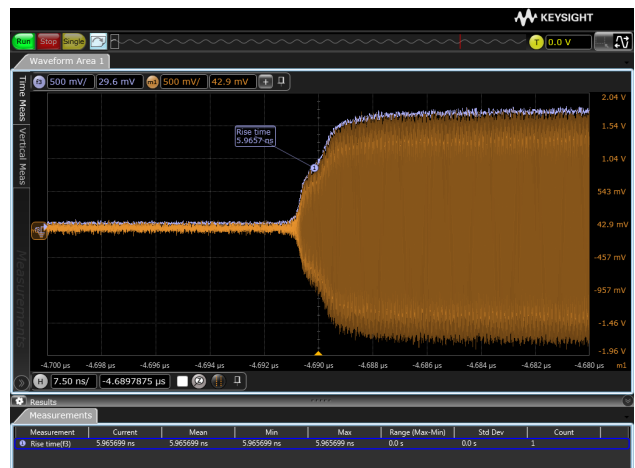 KEYSIGHT
Run Stop Single T 0.0 V
Waveform Area 1
f3 500 mV/ 29.6 mV m1 500 mV/ 42.9 mV +
Time Meas
Vertical Meas
Measurements
2.04 V
1.54 V
1.04 V
543 mV
42.9 mV
-457 mV
-957 mV
-1.46 V
-1.96 V
Rise time
5.9657 ns
1
-4.700 µs -4.698 µs -4.696 µs -4.694 µs -4.692 µs -4.690 µs -4.688 µs -4.686 µs -4.684 µs -4.682 µs -4.680 µs m1
H 7.50 ns/ -4.6897875 µs
Results
Measurements
Measurement Current Mean Min Max Range (Max-Min) Std Dev Count
1 Rise time(f3) 5.965699 ns 5.965699 ns 5.965699 ns 5.965699 ns 0.0 s 0.0 s 1